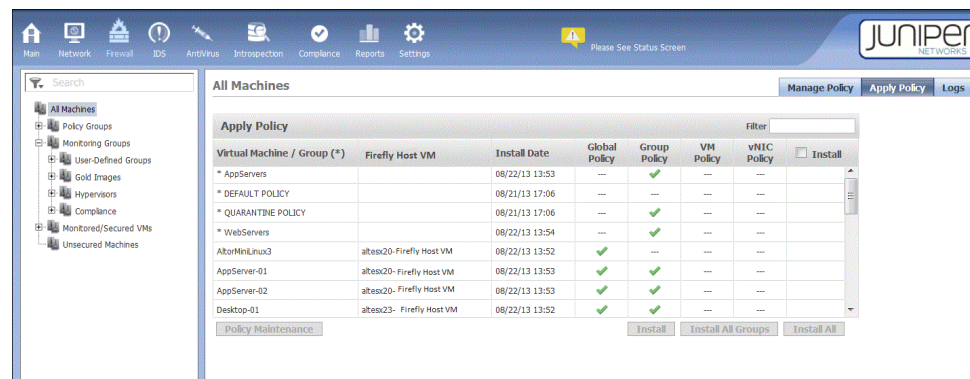 JUNIPER
NETWORKS
Main Network Firewall IDS AntiVirus Introspection Compliance Reports Settings
Please See Status Screen
Search
All Machines
Policy Groups
Monitoring Groups
User-Defined Groups
Gold Images
Hypervisors
Compliance
Monitored/Secured VMs
Unsecured Machines
All Machines
Manage Policy Apply Policy Logs
Apply Policy Filter
Virtual Machine / Group (*) Firefly Host VM Install Date Global Policy Group Policy VM Policy vNIC Policy Install
* AppServers 08/22/13 13:53 --- ✓ --- ---
* DEFAULT POLICY 08/21/13 17:06 --- --- --- ---
* QUARANTINE POLICY 08/21/13 17:06 --- ✓ --- ---
* WebServers 08/22/13 13:54 --- ✓ --- ---
AltorMiniLinux3 altesx20-Firefly Host VM 08/22/13 13:52 ✓ --- --- ---
AppServer-01 altesx20- Firefly Host VM 08/22/13 13:53 ✓ ✓ --- ---
AppServer-02 altesx20- Firefly Host VM 08/22/13 13:53 ✓ ✓ --- ---
Desktop-01 altesx23- Firefly Host VM 08/22/13 13:52 ✓ ✓ --- ---
Policy Maintenance Install Install All Groups Install All